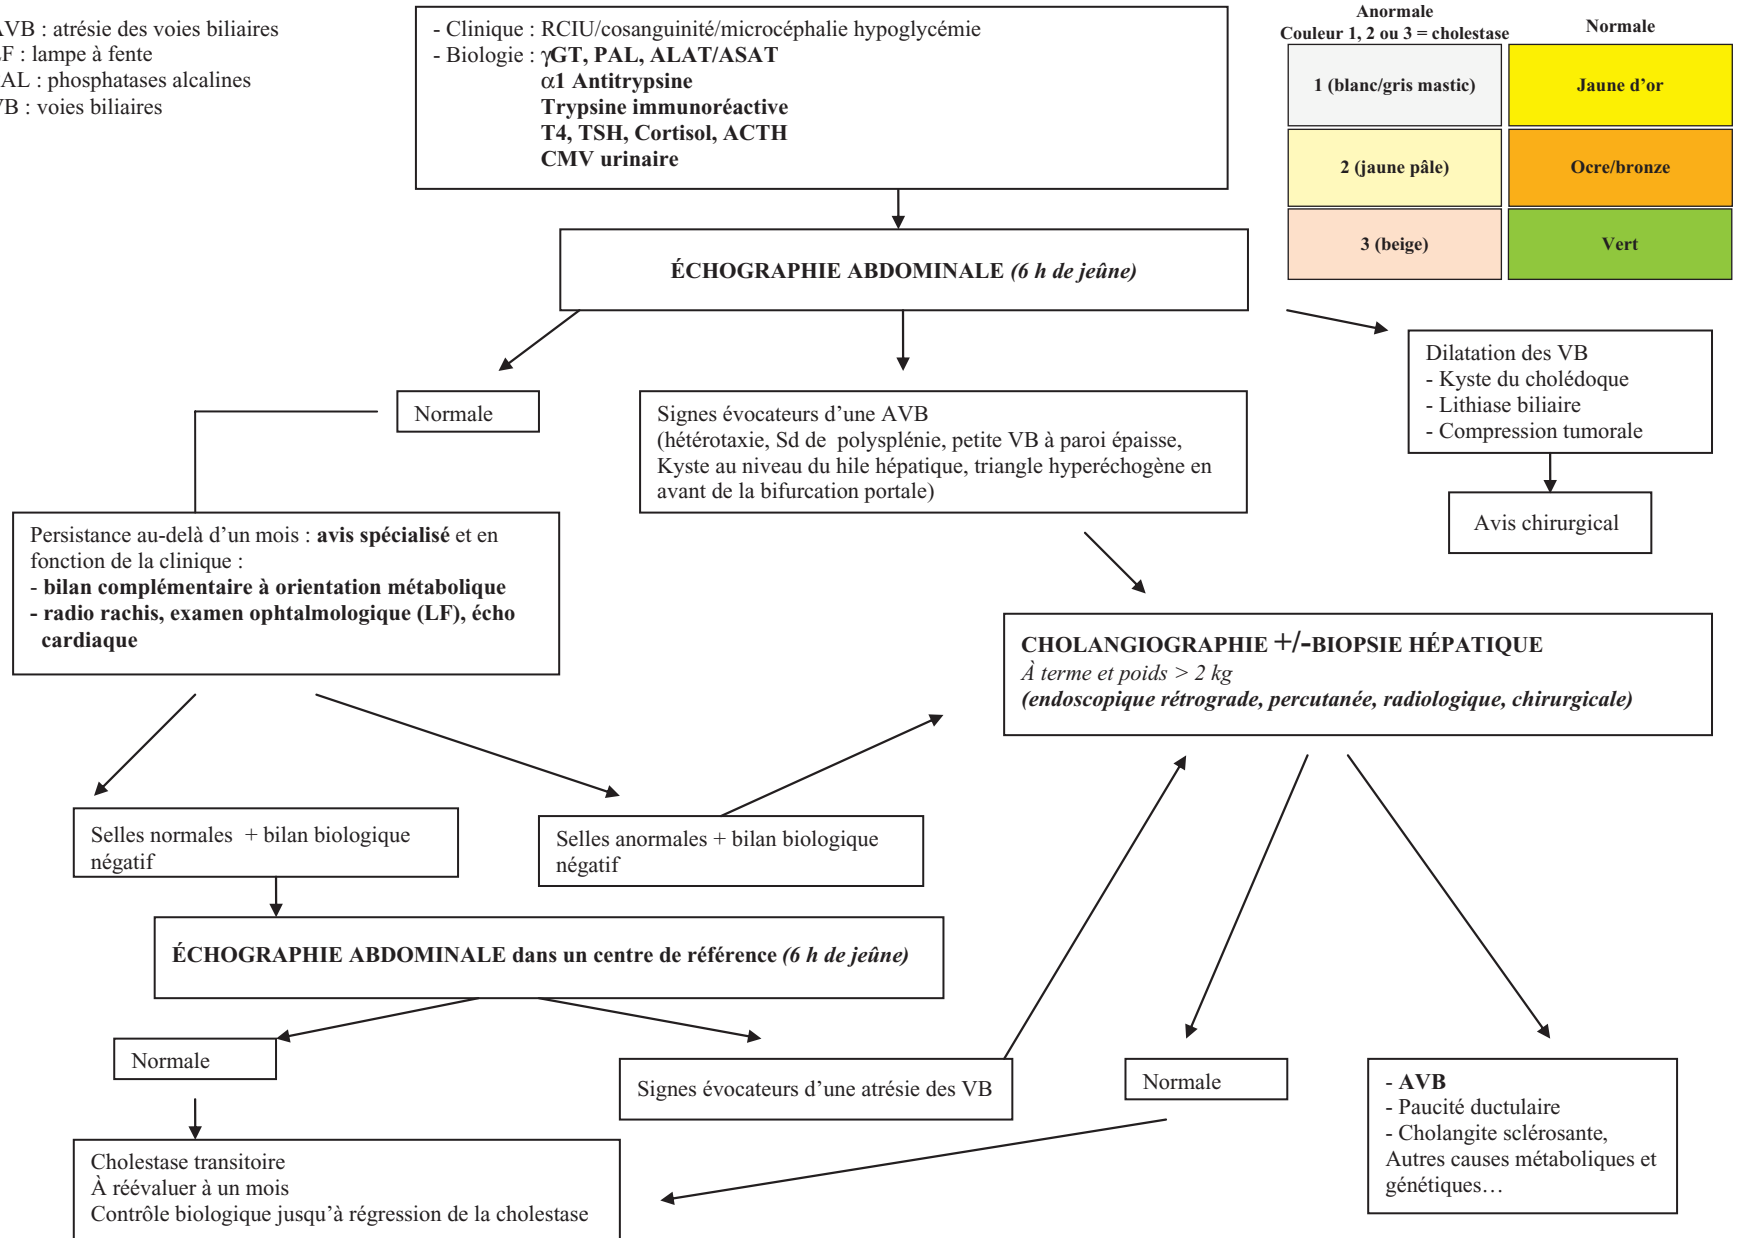 AVB : atrésie des voies biliaires
LF : lampe à fente
PAL : phosphatases alcalines
VB : voies biliaires
- Clinique : RCIU/cosanguinité/microcéphalie hypoglycémie
- Biologie : γGT, PAL, ALAT/ASAT
α1 Antitrypsine
Trypsine immunoréactive
T4, TSH, Cortisol, ACTH
CMV urinaire
Anormale
Couleur 1, 2 ou 3 = cholestase
Normale
1 (blanc/gris mastic)
Jaune d’or
2 (jaune pâle)
Ocre/bronze
3 (beige)
Vert
ÉCHOGRAPHIE ABDOMINALE (6 h de jeûne)
Normale
Signes évocateurs d’une AVB
(hétérotaxie, Sd de polysplénie, petite VB à paroi épaisse,
Kyste au niveau du hile hépatique, triangle hyperéchogène en
avant de la bifurcation portale)
Dilatation des VB
- Kyste du cholédoque
- Lithiase biliaire
- Compression tumorale
Avis chirurgical
Persistance au-delà d’un mois : avis spécialisé et en
fonction de la clinique :
- bilan complémentaire à orientation métabolique
- radio rachis, examen ophtalmologique (LF), écho
cardiaque
CHOLANGIOGRAPHIE +/-BIOPSIE HÉPATIQUE
À terme et poids > 2 kg
(endoscopique rétrograde, percutanée, radiologique, chirurgicale)
Selles normales + bilan biologique
négatif
Selles anormales + bilan biologique
négatif
ÉCHOGRAPHIE ABDOMINALE dans un centre de référence (6 h de jeûne)
Normale
Signes évocateurs d’une atrésie des VB
Normale
- AVB
- Paucité ductulaire
- Cholangite sclérosante,
Autres causes métaboliques et
génétiques…
Cholestase transitoire
À réévaluer à un mois
Contrôle biologique jusqu’à régression de la cholestase